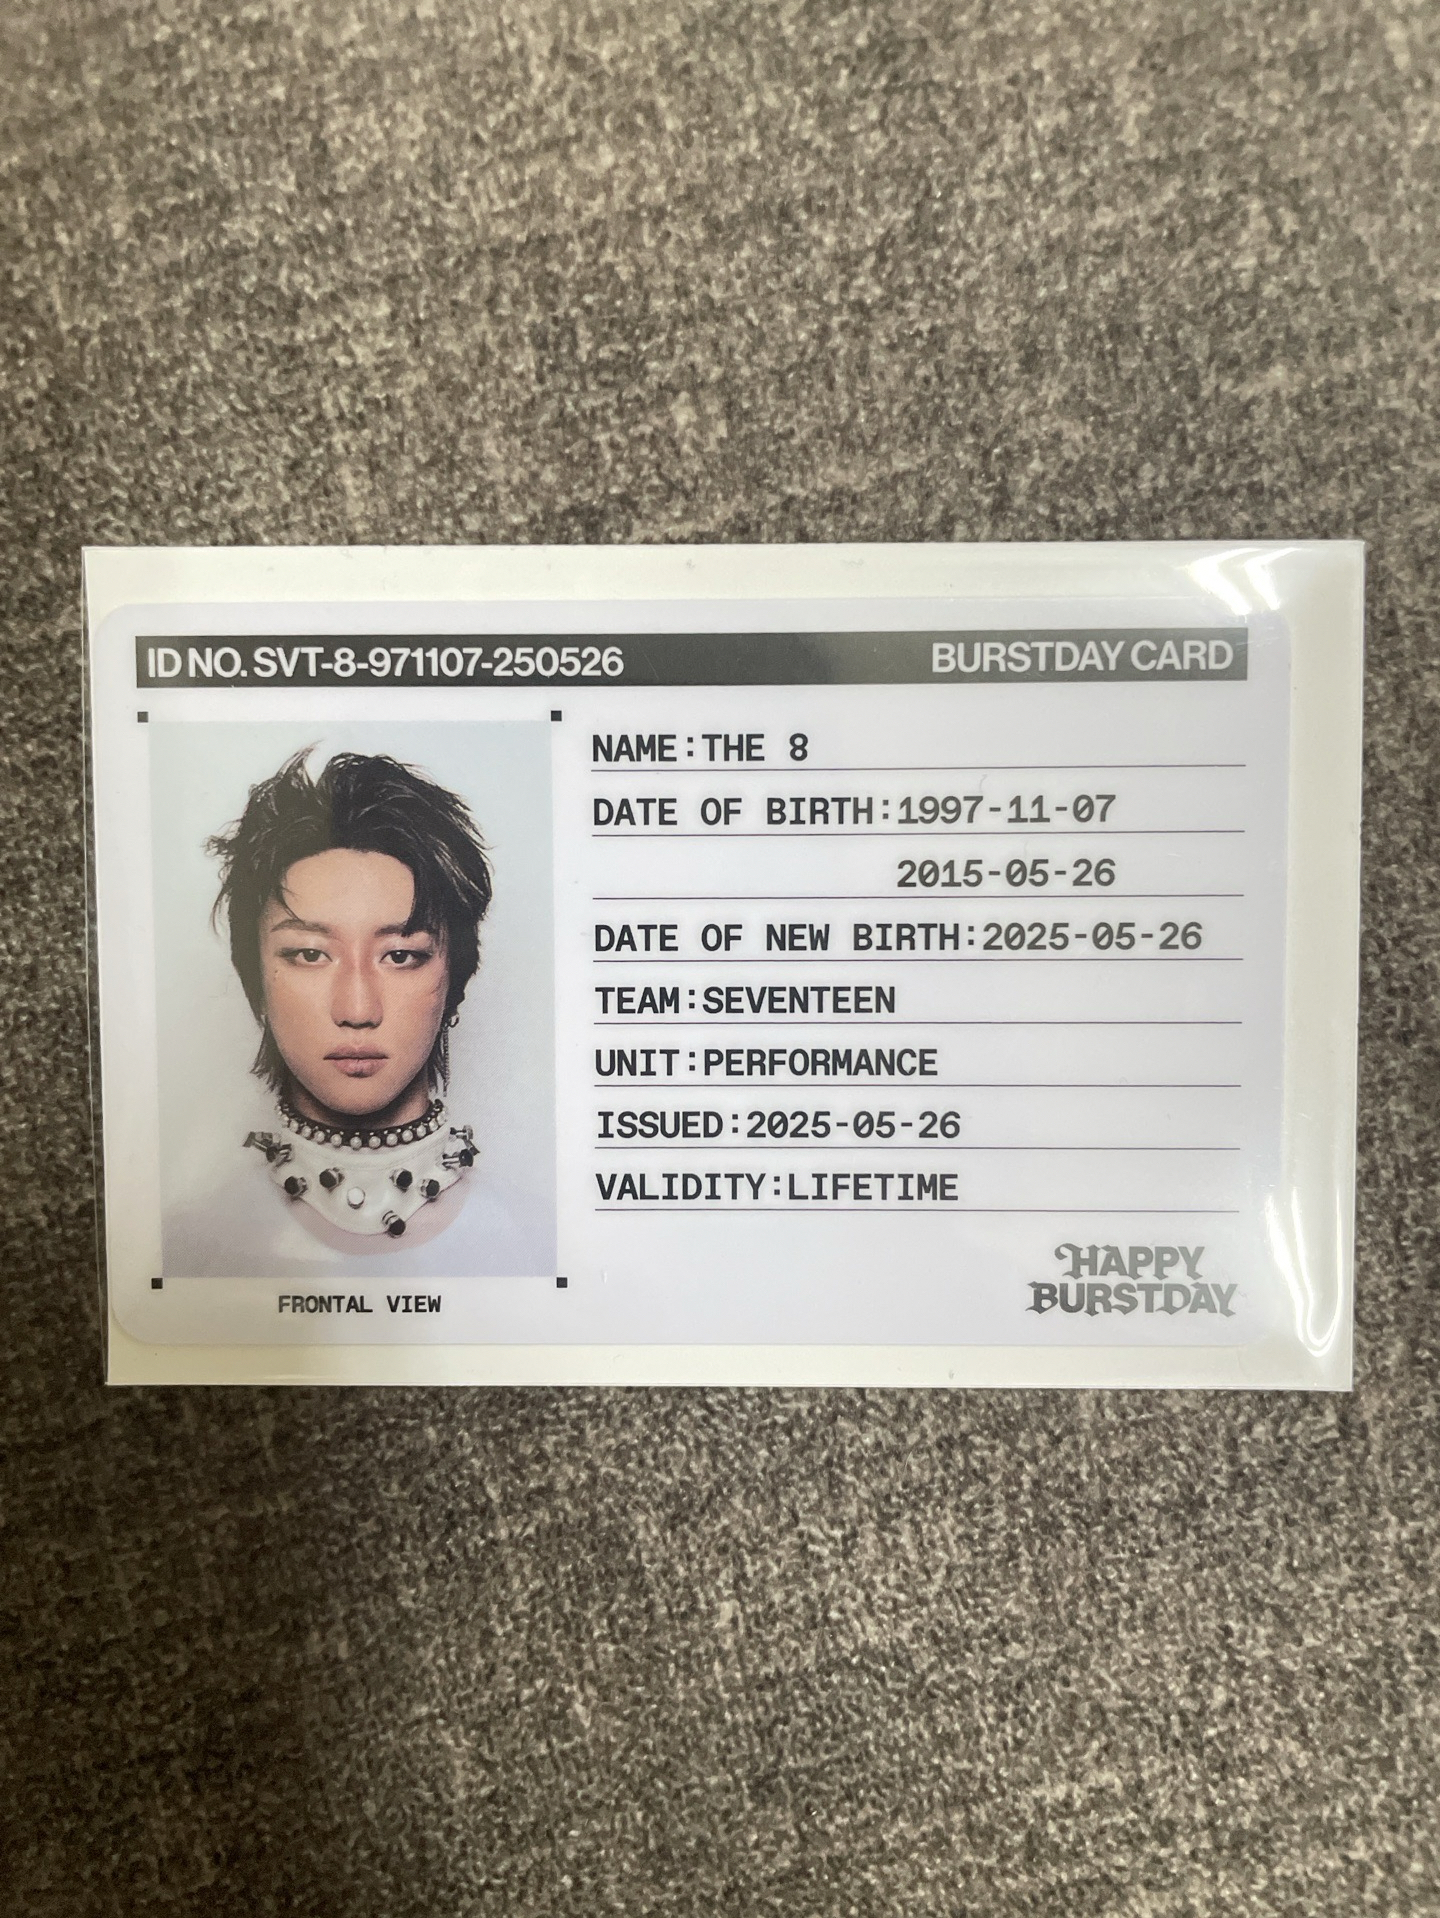 ID NO. SVT-8-971107-250526 BURSTDAY CARD
NAME:THE 8
DATE OF BIRTH:1997-11-07
2015-05-26
DATE OF NEW BIRTH:2025-05-26
TEAM:SEVENTEEN
UNIT:PERFORMANCE
ISSUED:2025-05-26
VALIDITY:LIFETIME
FRONTAL VIEW
HAPPY
BURSTDAY